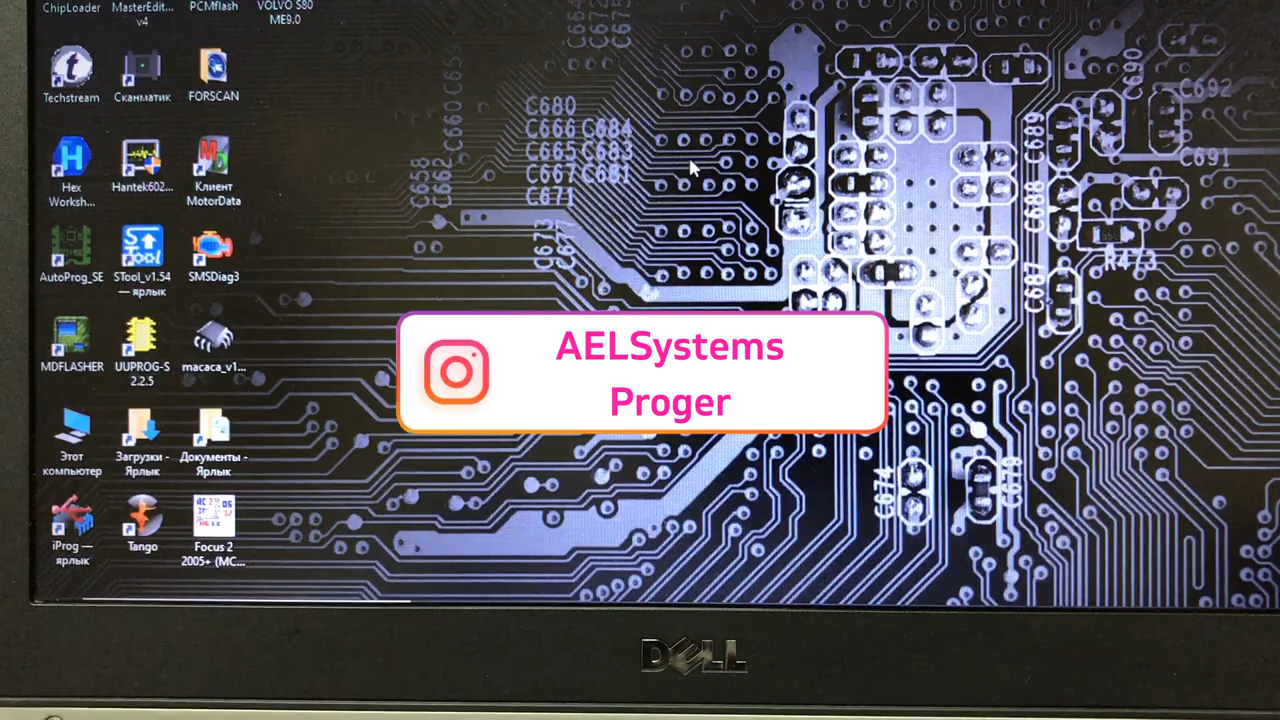 ChipLoader
MasterEdit...
v4
PCMflash
VOLVO S80
ME9.0
Techstream
Сканматик
FORSCAN
Hex
Worksh...
Hantek602...
Клиент
MotorData
AutoProg_SE
STool_v1.54
— ярлык
SMSDiag3
MDFLASHER
UUPROG-S
2.2.5
macaca_v1...
Этот
компьютер
Загрузки -
Ярлык
Документы -
Ярлык
iProg —
ярлык
Tango
Focus 2
2005+ (MC...
C680
C666 C684
C665 C683
C667 C681
C671
C658
C662
C660
C673
C677
C690
C692
C691
C689
C688
C687
R473
C674
AELSystems
Proger
DELL